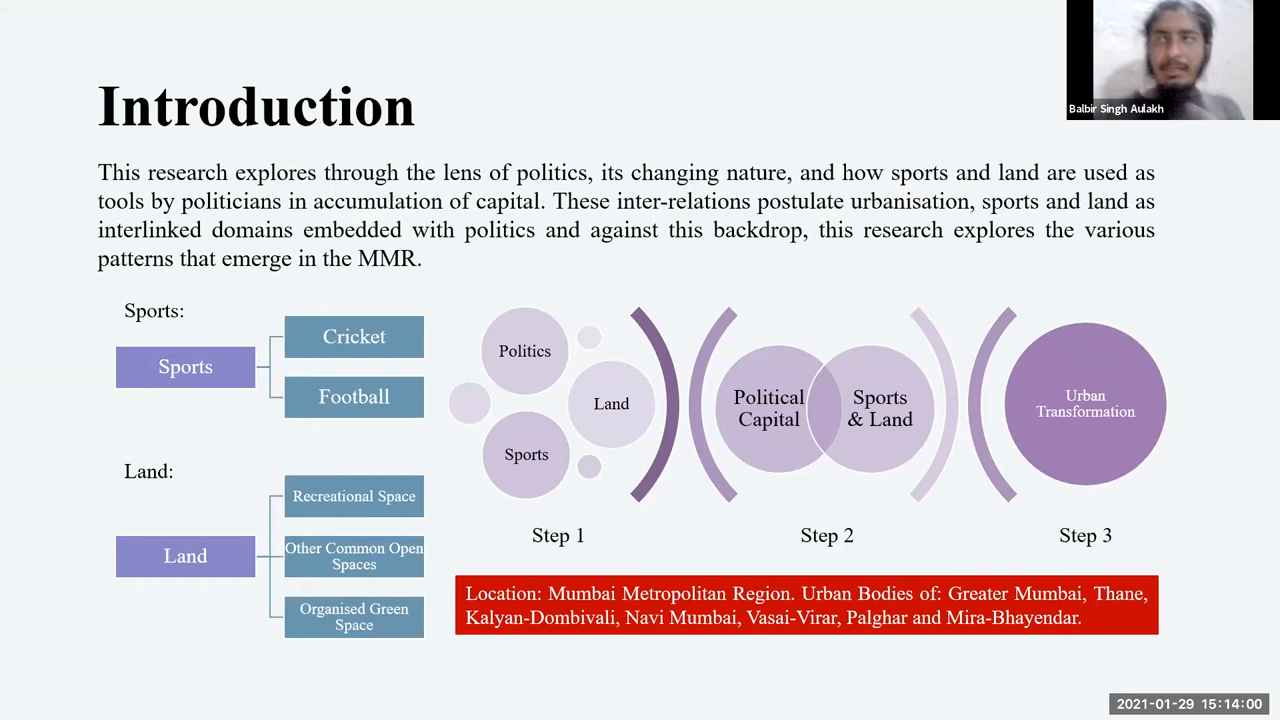 Balbir Singh Aulakh
Introduction
This research explores through the lens of politics, its changing nature, and how sports and land are used as
tools by politicians in accumulation of capital. These inter-relations postulate urbanisation, sports and land as
interlinked domains embedded with politics and against this backdrop, this research explores the various
patterns that emerge in the MMR.
Sports:
Sports
Cricket
Football
Land:
Land
Recreational Space
Other Common Open
Spaces
Organised Green
Space
Politics
Land
Sports
Step 1
Political
Capital
Sports
& Land
Step 2
Urban
Transformation
Step 3
Location: Mumbai Metropolitan Region. Urban Bodies of: Greater Mumbai, Thane,
Kalyan-Dombivali, Navi Mumbai, Vasai-Virar, Palghar and Mira-Bhayendar.
2021-01-29 15:14:00